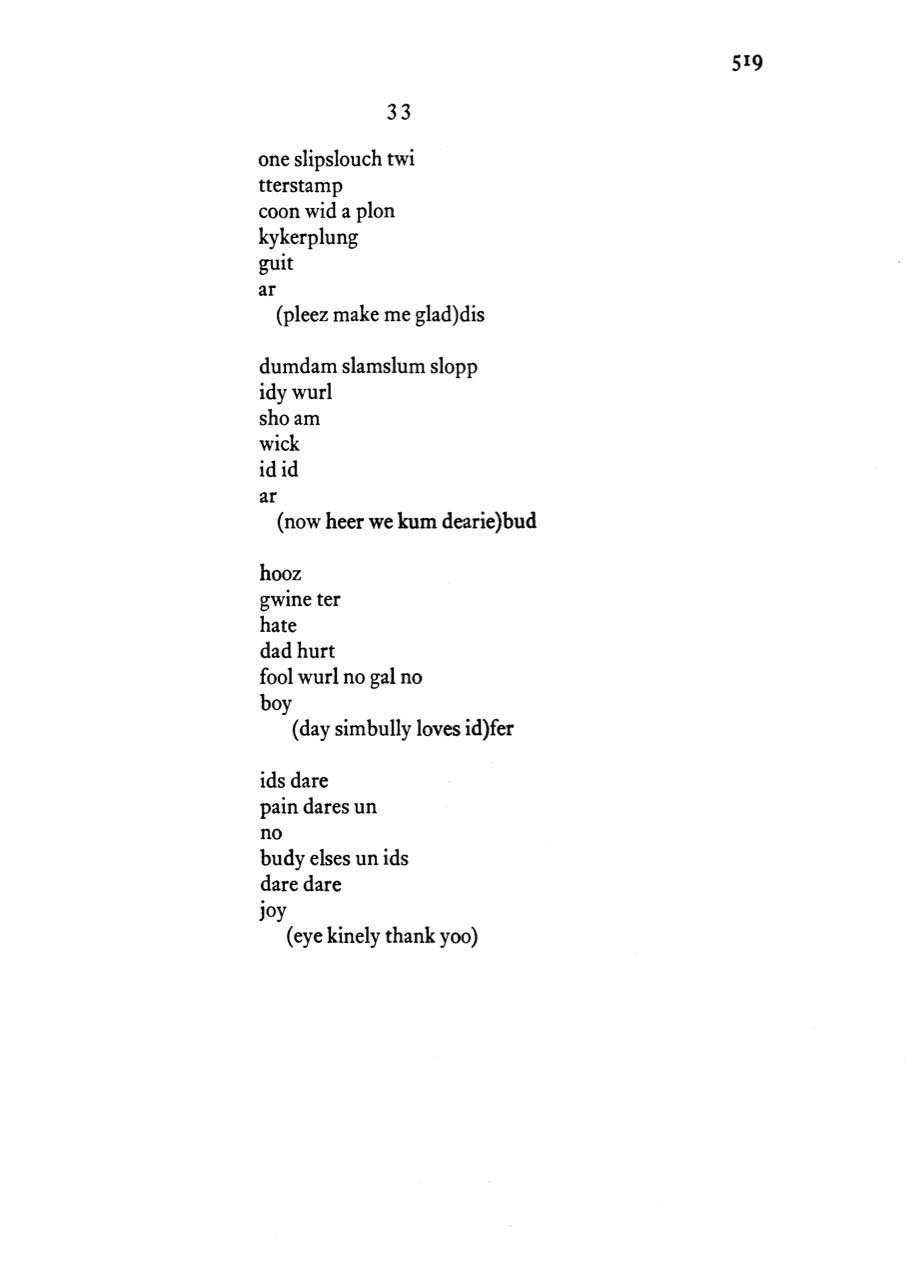 519
33
one slipslouch twi
tterstamp
coon wid a plon
kykerplung
guit
ar
(pleez make me glad)dis
dumdam slamslum slopp
idy wurl
sho am
wick
id id
ar
(now heer we kum dearie)bud
hooz
gwine ter
hate
dad hurt
fool wurl no gal no
boy
(day simbully loves id)fer
ids dare
pain dares un
no
budy elses un ids
dare dare
joy
(eye kinely thank yoo)